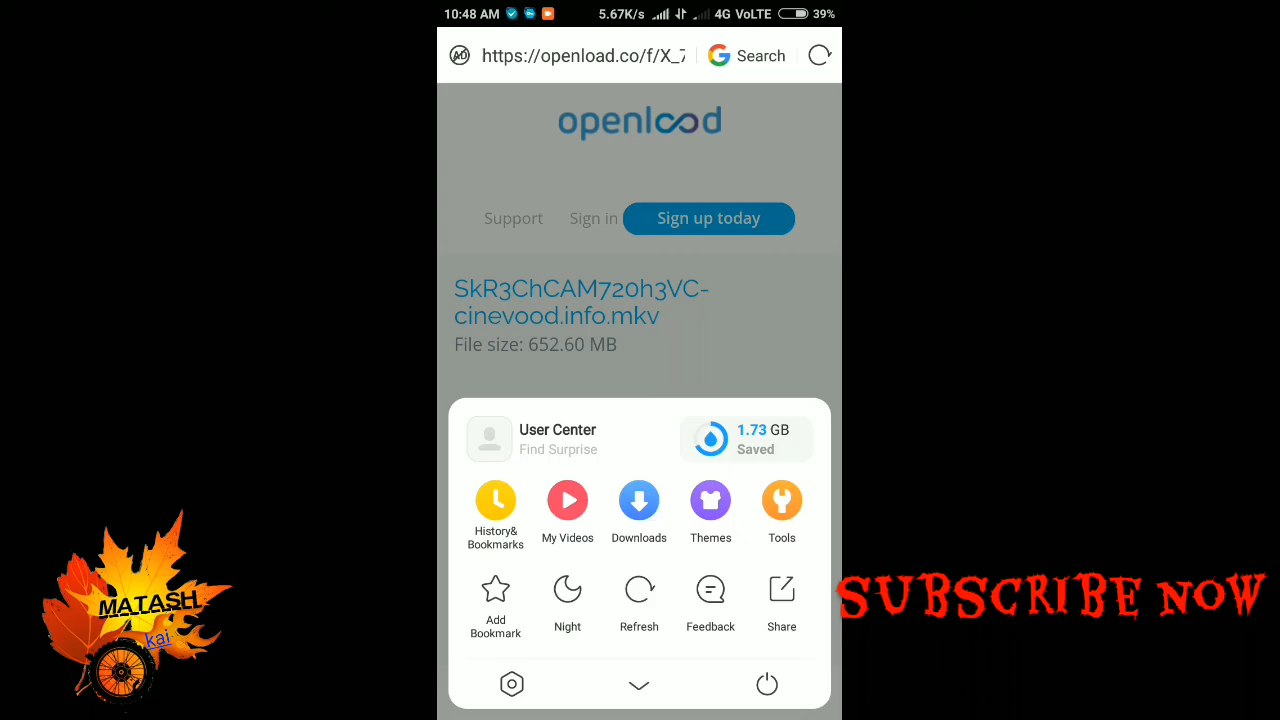 10:48 AM 5.67K/s 4G VoLTE 39%
AD https://openload.co/f/X_7 Search
openload
Support Sign in Sign up today
SkR3ChCAM720h3VC-
cinevood.info.mkv
File size: 652.60 MB
User Center
Find Surprise
1.73 GB
Saved
History&
Bookmarks
My Videos
Downloads
Themes
Tools
Add
Bookmark
Night
Refresh
Feedback
Share
MATASH
kai
SUBSCRIBE NOW